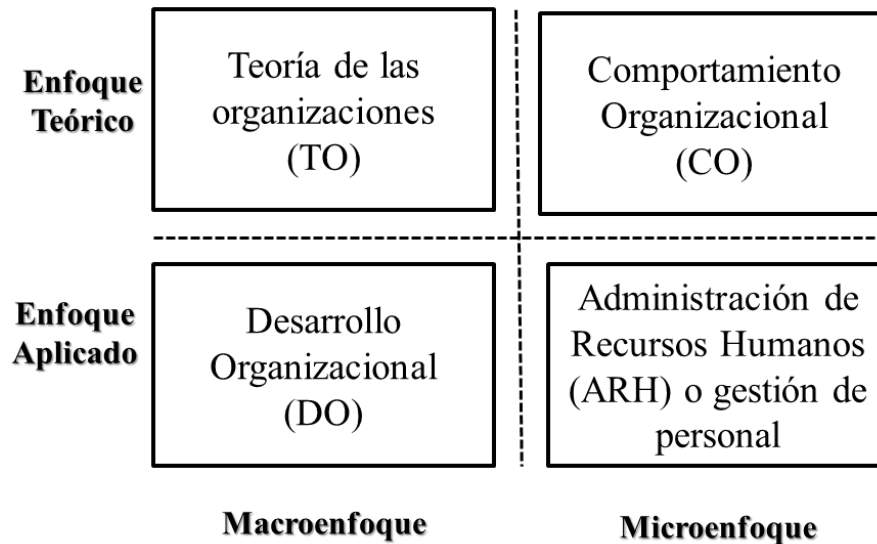 Enfoque
Teórico
Teoría de las
organizaciones
(TO)
Comportamiento
Organizacional
(CO)
Enfoque
Aplicado
Desarrollo
Organizacional
(DO)
Administración de
Recursos Humanos
(ARH) o gestión de
personal
Macroenfoque
Microenfoque